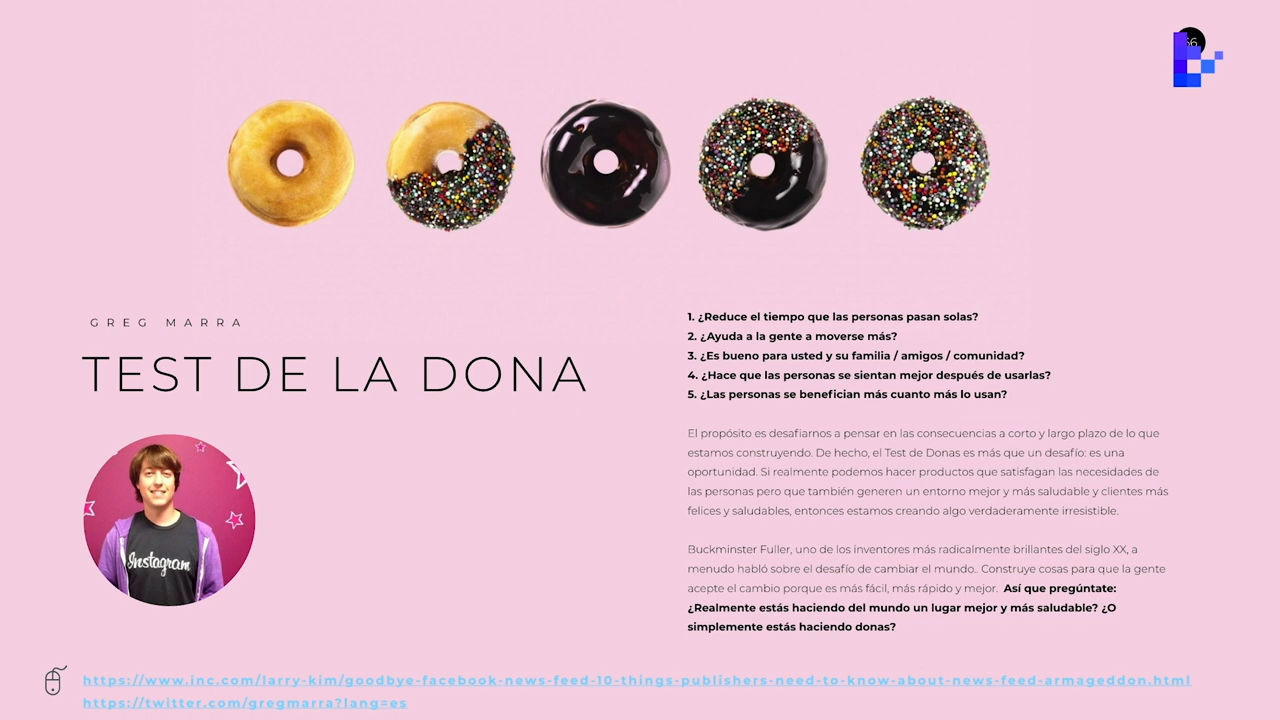 66
GREG MARRA
TEST DE LA DONA
Instagram
1. ¿Reduce el tiempo que las personas pasan solas?
2. ¿Ayuda a la gente a moverse más?
3. ¿Es bueno para usted y su familia / amigos / comunidad?
4. ¿Hace que las personas se sientan mejor después de usarlas?
5. ¿Las personas se benefician más cuanto más lo usan?
El propósito es desafiarnos a pensar en las consecuencias a corto y largo plazo de lo que
estamos construyendo. De hecho, el Test de Donas es más que un desafío: es una
oportunidad. Si realmente podemos hacer productos que satisfagan las necesidades de
las personas pero que también generen un entorno mejor y más saludable y clientes más
felices y saludables, entonces estamos creando algo verdaderamente irresistible.
Buckminster Fuller, uno de los inventores más radicalmente brillantes del siglo XX, a
menudo habló sobre el desafío de cambiar el mundo.. Construye cosas para que la gente
acepte el cambio porque es más fácil, más rápido y mejor. Así que pregúntate:
¿Realmente estás haciendo del mundo un lugar mejor y más saludable? ¿O
simplemente estás haciendo donas?
https://www.inc.com/larry-kim/goodbye-facebook-news-feed-10-things-publishers-need-to-know-about-news-feed-armageddon.html
https://twitter.com/gregmarra?lang=es